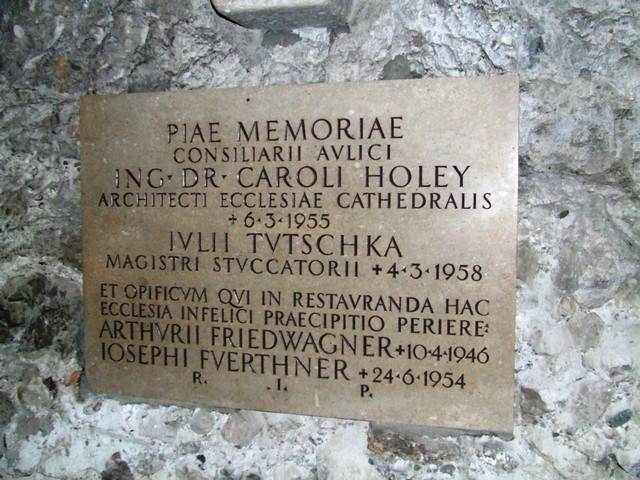 PIAE MEMORIAE
CONSILIARII AVLICI
ING·DR·CAROLI HOLEY
ARCHITECTI ECCLESIAE CATHEDRALIS
+6·3·1955
IVLII TVTSCHKA
MAGISTRI STVCCATORII +4·3·1958
ET OPIFICVM QVI IN RESTAVRANDA HAC
ECCLESIA INFELICI PRAECIPITIO PERIERE:
ARTHVRII FRIEDWAGNER+10·4·1946
IOSEPHI FVERTHNER +24·6·1954
R. I. P.